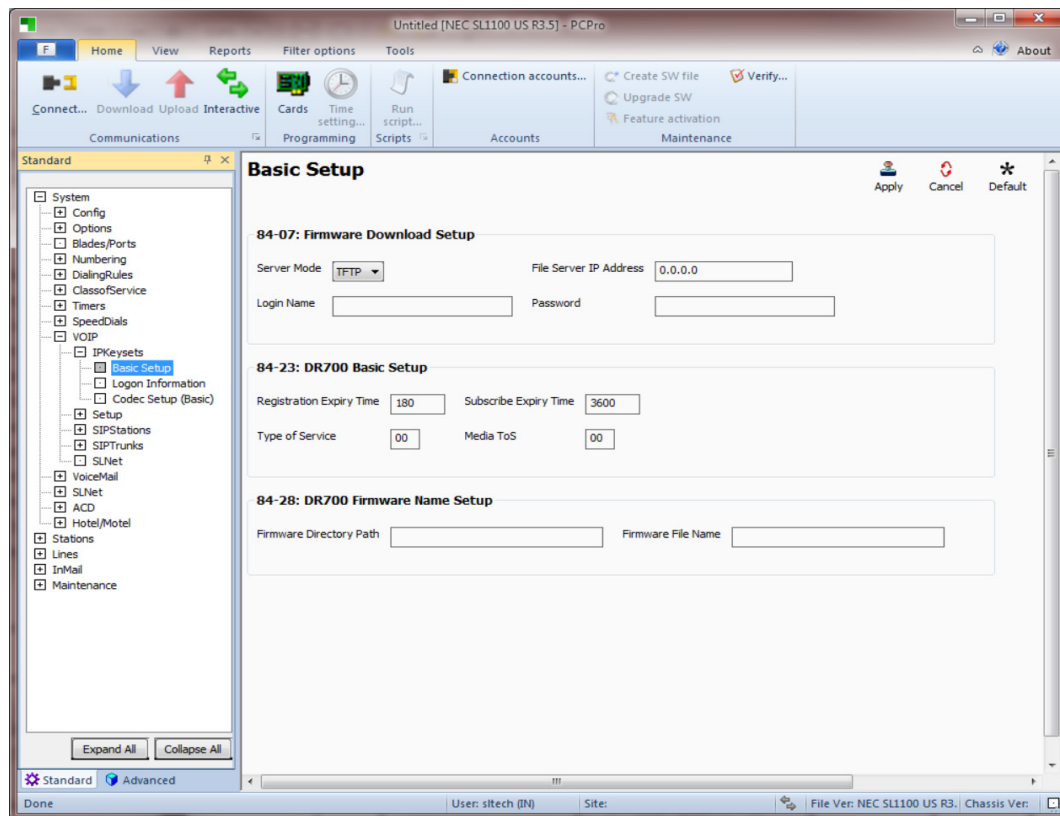 Untitled [NEC SL1100 US R3.5] - PCPro
F Home View Reports Filter options Tools About
Connect... Download Upload Interactive Cards Time setting... Run script... Connection accounts... Create SW file Verify...
Upgrade SW
Feature activation
Communications Programming Scripts Accounts Maintenance
Standard
System
Config
Options
Blades/Ports
Numbering
DialingRules
ClassofService
Timers
SpeedDials
VOIP
IPKeysets
Basic Setup
Logon Information
Codec Setup (Basic)
Setup
SIPStations
SIPTrunks
SLNet
VoiceMail
SLNet
ACD
Hotel/Motel
Stations
Lines
InMail
Maintenance
Expand All Collapse All
Standard Advanced
Basic Setup
Apply Cancel Default
84-07: Firmware Download Setup
Server Mode TFTP File Server IP Address 0.0.0.0
Login Name Password
84-23: DR700 Basic Setup
Registration Expiry Time 180 Subscribe Expiry Time 3600
Type of Service 00 Media ToS 00
84-28: DR700 Firmware Name Setup
Firmware Directory Path Firmware File Name
Done User: sltech (IN) Site: File Ver: NEC SL1100 US R3. Chassis Ver: